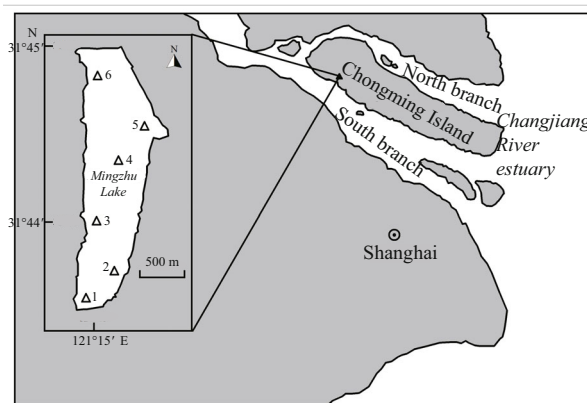 N
31°45′
N
6
5
4
Mingzhu
Lake
31°44′
3
2
1
500 m
121°15′ E
North branch
Chongming Island
South branch
Changjiang
River
estuary
Shanghai